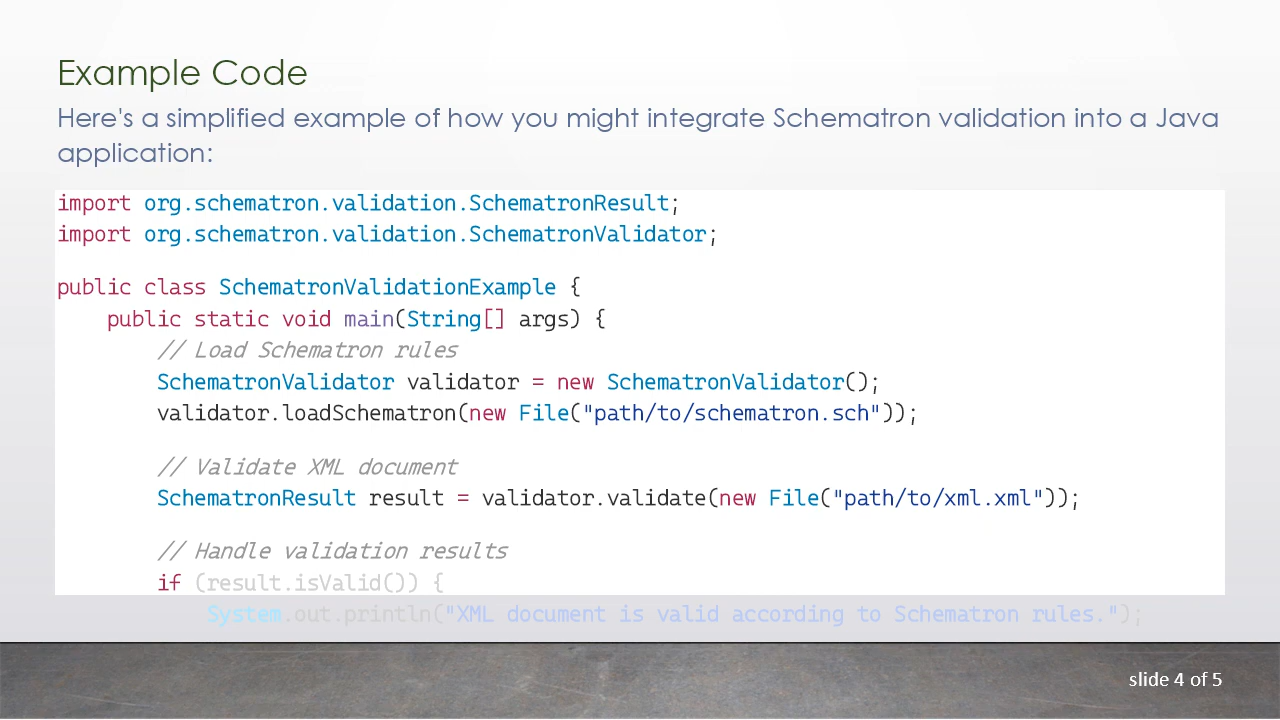 Example Code
Here's a simplified example of how you might integrate Schematron validation into a Java
application:
import org.schematron.validation.SchematronResult;
import org.schematron.validation.SchematronValidator;
public class SchematronValidationExample {
    public static void main(String[] args) {
        // Load Schematron rules
        SchematronValidator validator = new SchematronValidator();
        validator.loadSchematron(new File("path/to/schematron.sch"));
        // Validate XML document
        SchematronResult result = validator.validate(new File("path/to/xml.xml"));
        // Handle validation results
        if (result.isValid()) {
            System.out.println("XML document is valid according to Schematron rules.");
slide 4 of 5